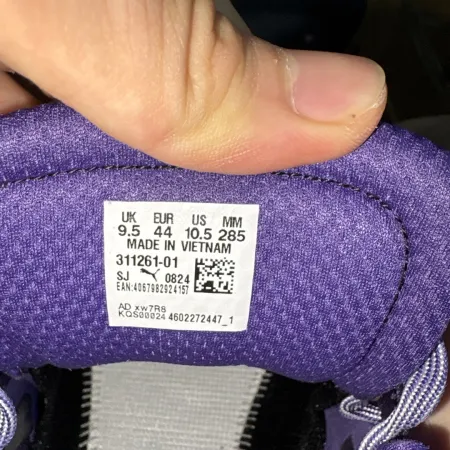 UK EUR US MM
9.5 44 10.5 285
MADE IN VIETNAM
311261-01
SJ 0824
EAN:4067982924157
AD xw7R8
KQS00024 4602272447_1